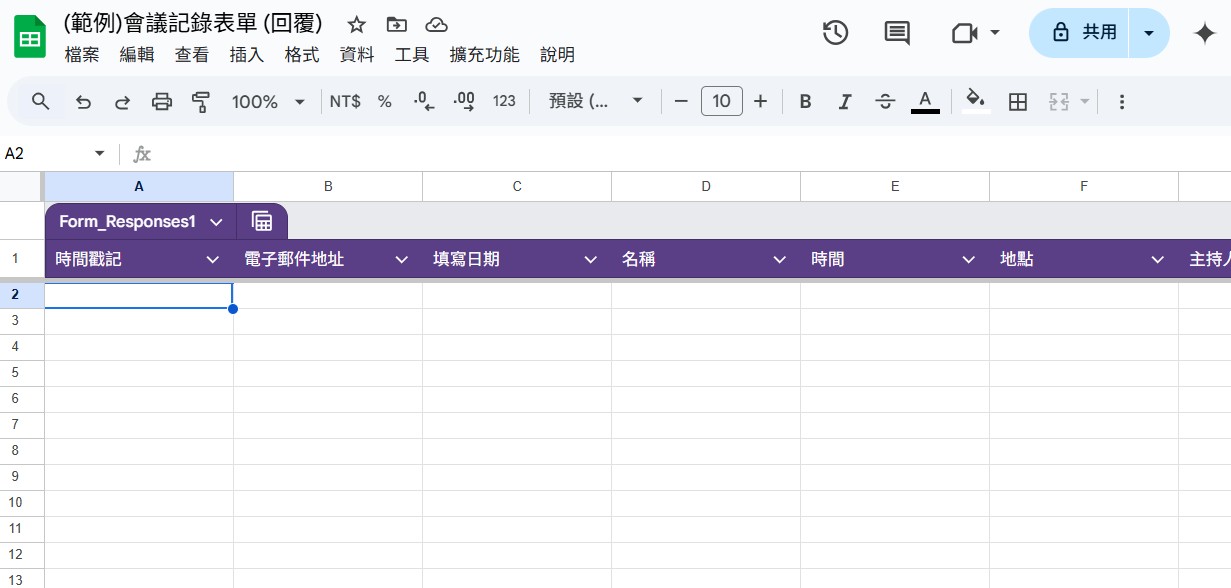 (範例)會議記錄表單 (回覆)
檔案 編輯 查看 插入 格式 資料 工具 擴充功能 說明
共用
100% NT$ % .0 .00 123 預設 (... 10 B I S A
A2 fx
A B C D E F
Form_Responses1
1 時間戳記 電子郵件地址 填寫日期 名稱 時間 地點 主持人
2
3
4
5
6
7
8
9
10
11
12
13